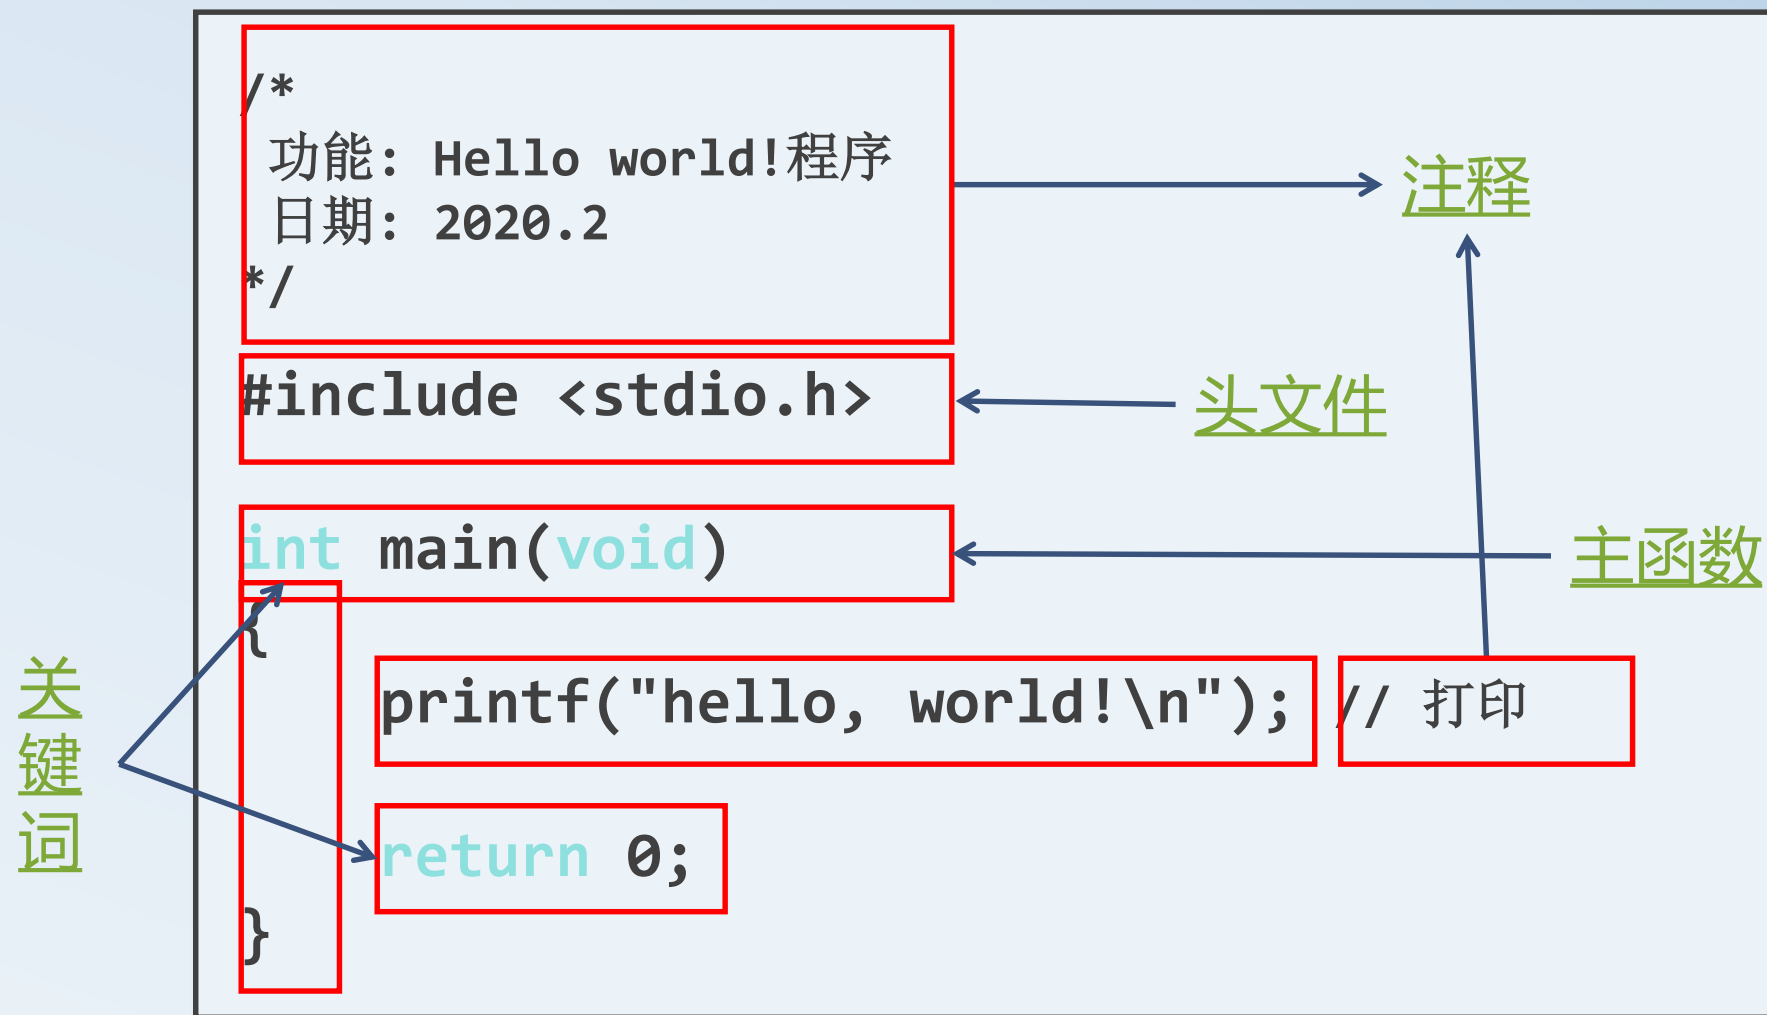 /*
功能: Hello world!程序
日期: 2020.2
*/
注释
#include <stdio.h>
头文件
int main(void)
主函数
{
printf("hello, world!\n"); // 打印
return 0;
}
关
键
词